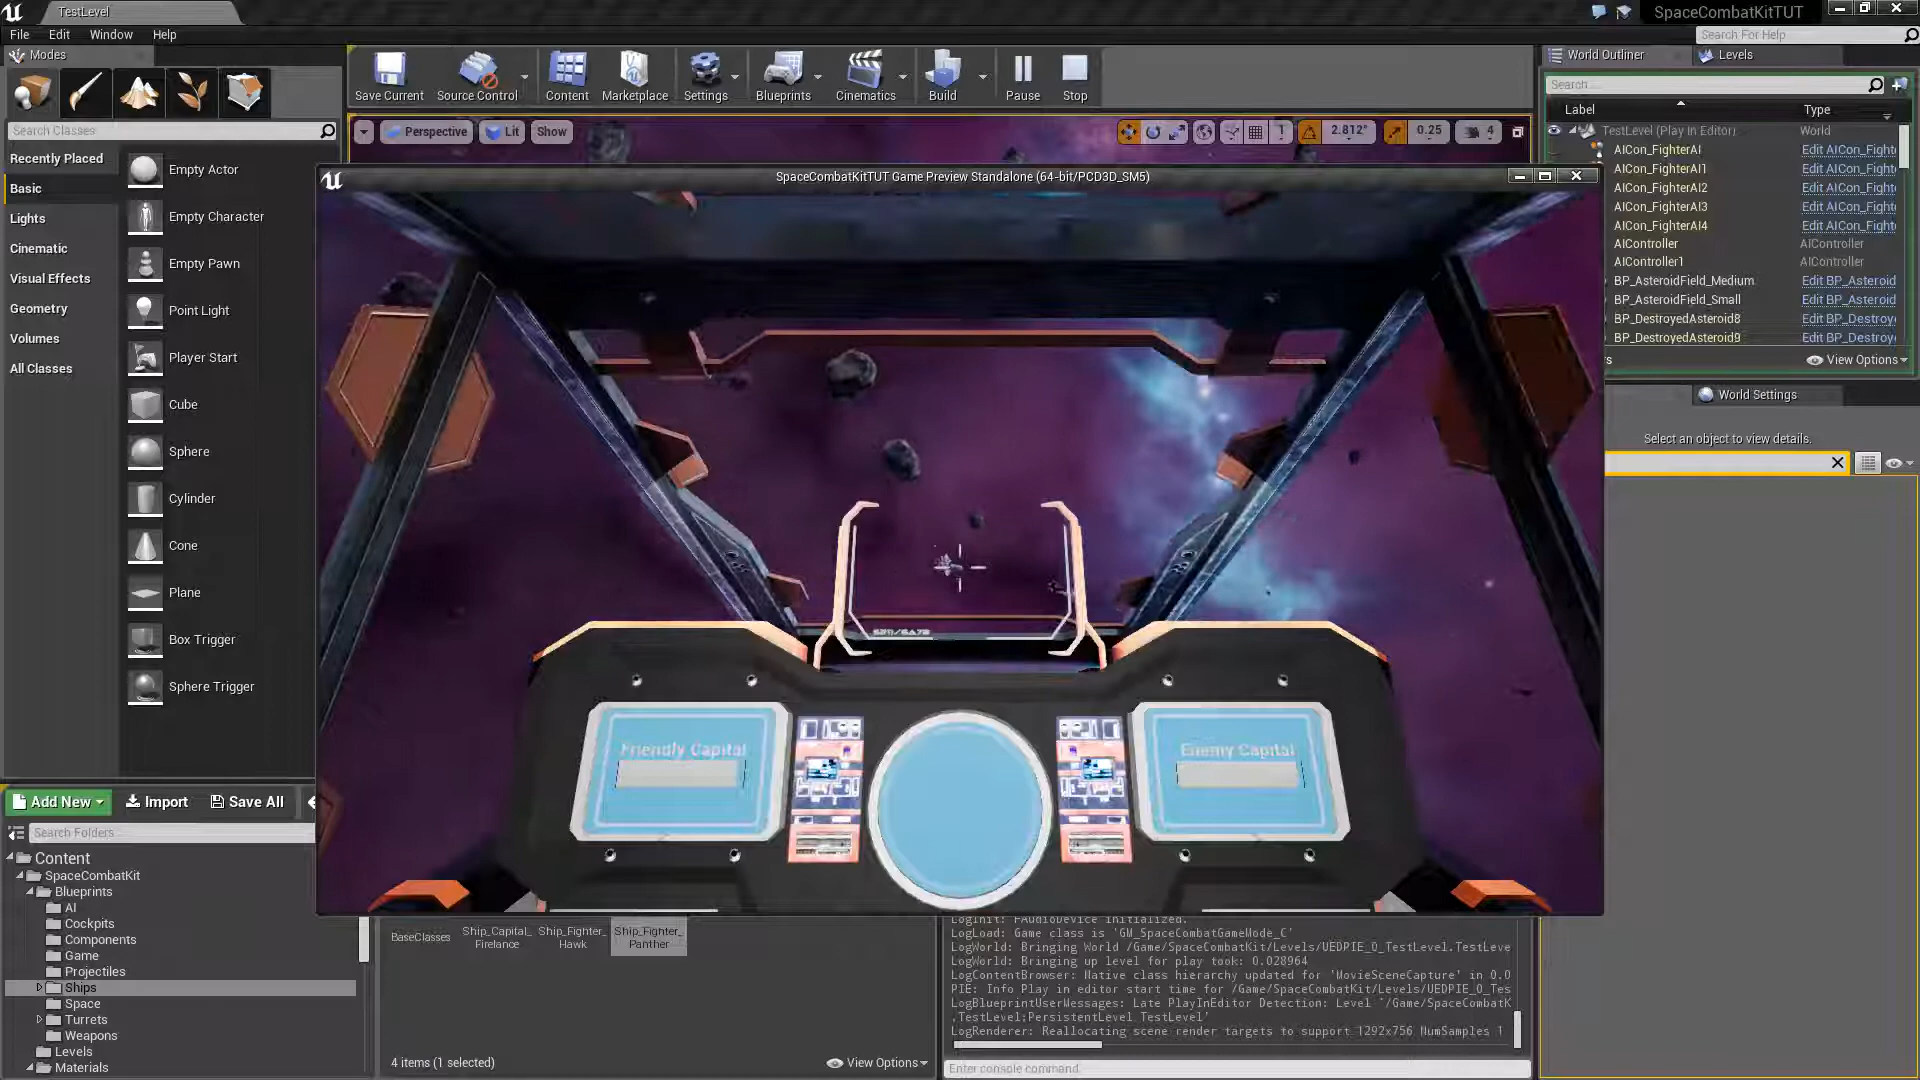 TestLevel
SpaceCombatKitTUT
File Edit Window Help
Search For Help
Modes
World Outliner
Levels
Save Current
Source Control
Content
Marketplace
Settings
Blueprints
Cinematics
Build
Pause
Stop
Search...
Label
Type
Search Classes
Perspective
Lit
Show
1
2.812°
0.25
4
TestLevel (Play In Editor)
World
AICon_FighterAI
Edit AICon_Fight
AICon_FighterAI1
Edit AICon_Fight
AICon_FighterAI2
Edit AICon_Fight
AICon_FighterAI3
Edit AICon_Fight
AICon_FighterAI4
Edit AICon_Fight
AIController
AIController
AIController1
AIController
BP_AsteroidField_Medium
Edit BP_Asteroid
BP_AsteroidField_Small
Edit BP_Asteroid
BP_DestroyedAsteroid8
Edit BP_Destroy
BP_DestroyedAsteroid9
Edit BP_Destroy
rs
View Options
World Settings
Select an object to view details.
Recently Placed
Basic
Lights
Cinematic
Visual Effects
Geometry
Volumes
All Classes
Empty Actor
Empty Character
Empty Pawn
Point Light
Player Start
Cube
Sphere
Cylinder
Cone
Plane
Box Trigger
Sphere Trigger
SpaceCombatKitTUT Game Preview Standalone (64-bit/PCD3D_SM5)
Friendly Capital
Enemy Capital
Add New
Import
Save All
Search Folders
Content
SpaceCombatKit
Blueprints
AI
Cockpits
Components
Game
Projectiles
Ships
Space
Turrets
Weapons
Levels
Materials
BaseClasses
Ship_Capital_
Firelance
Ship_Fighter_
Hawk
Ship_Fighter_
Panther
4 items (1 selected)
View Options
LogInit: FAudioDevice initialized.
LogLoad: Game class is 'GM_SpaceCombatGameMode_C'
LogWorld: Bringing World /Game/SpaceCombatKit/Levels/UEDPIE_0_TestLevel.TestLeve
LogWorld: Bringing up level for play took: 0.028964
LogContentBrowser: Native class hierarchy updated for 'MovieSceneCapture' in 0.0
PIE: Info Play in editor start time for /Game/SpaceCombatKit/Levels/UEDPIE_0_Tes
LogBlueprintUserMessages: Late PlayInEditor Detection: Level '/Game/SpaceCombatK
.TestLevel:PersistentLevel TestLevel'
LogRenderer: Reallocating scene render targets to support 1292x756 NumSamples 1
Enter console command